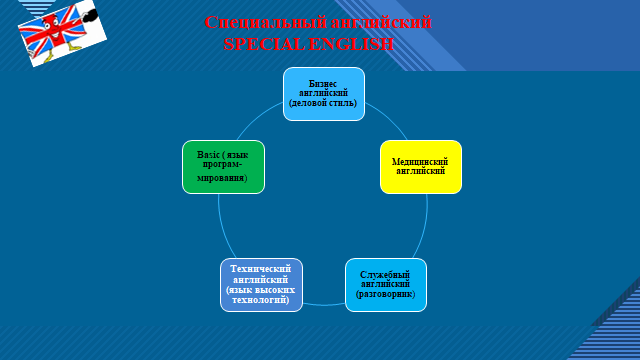 Специальный английский
SPECIAL ENGLISH
Бизнес
английский
(деловой стиль)
Basic ( язык
програм-
мирования)
Медицинский
английский
Технический
английский
(язык высоких
технологий)
Служебный
английский
(разговорник)